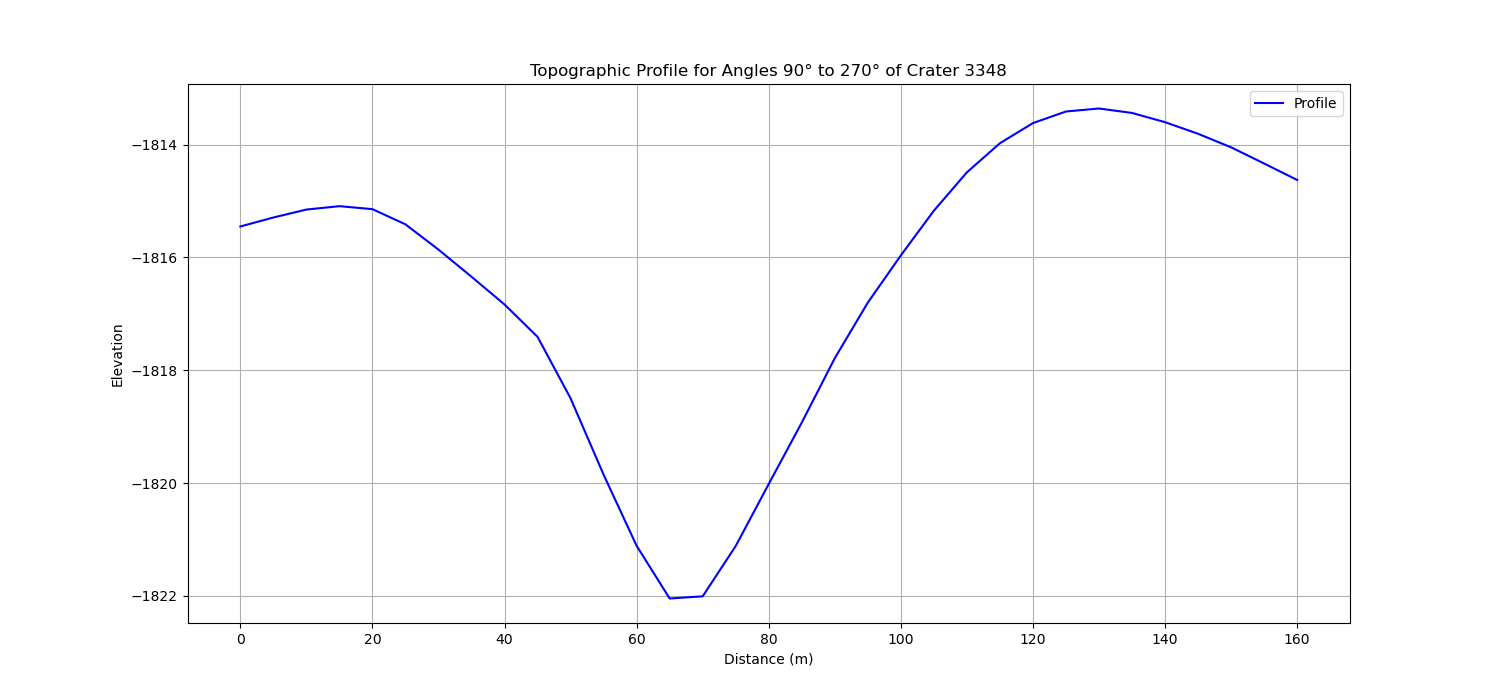 Topographic Profile for Angles 90° to 270° of Crater 3348
Profile
−1814
−1816
−1818
−1820
−1822
Elevation
0 20 40 60 80 100 120 140 160
Distance (m)